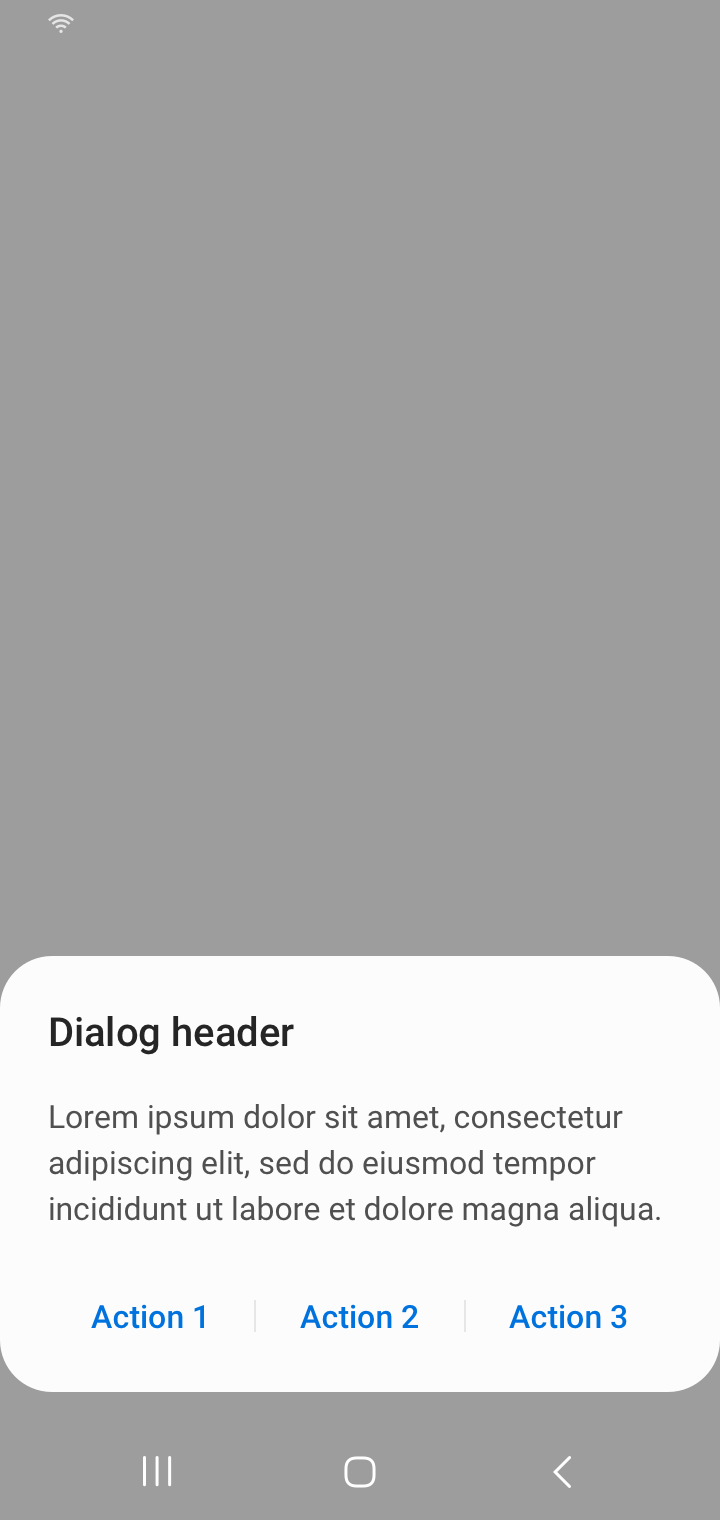 Dialog header
Lorem ipsum dolor sit amet, consectetur
adipiscing elit, sed do eiusmod tempor
incididunt ut labore et dolore magna aliqua.
Action 1
Action 2
Action 3